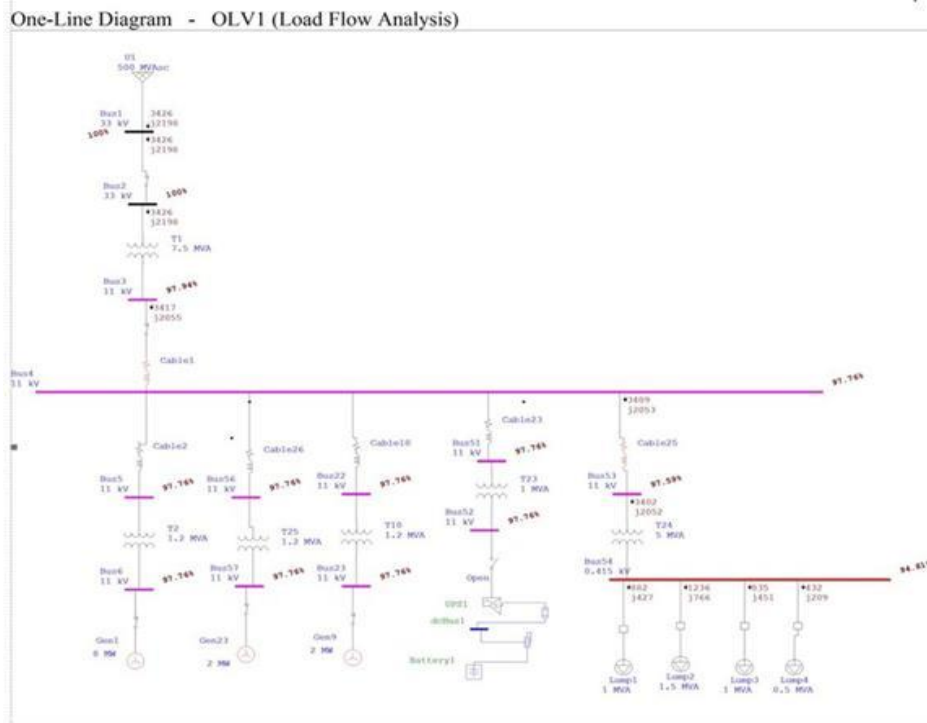 One-Line Diagram - OLV1 (Load Flow Analysis)
U1
500 MVAsc
Bus1
33 kV
3426
j2198
100%
3426
j2198
Bus2
33 kV
100%
3426
j2198
T1
7.5 MVA
Bus3
11 kV
97.94%
3417
j2055
Cable1
Bus4
11 kV
97.76%
3409
j2053
Cable2
Cable26
Cable10
Cable23
Cable25
Bus5
11 kV
97.76%
Bus56
11 kV
97.76%
Bus22
11 kV
97.76%
Bus51
11 kV
97.76%
Bus53
11 kV
97.59%
3402
j2052
T2
1.2 MVA
T25
1.2 MVA
T10
1.2 MVA
T23
1 MVA
T24
5 MVA
Bus52
11 kV
97.76%
Bus6
11 kV
97.76%
Bus57
11 kV
97.76%
Bus23
11 kV
97.76%
Open
Bus54
0.415 kV
j427
1236
j766
j451
432
j209
UPS1
dcBus1
Battery1
Gen1
Gen23
2 MW
Gen9
2 MW
Lump1
1 MVA
Lump2
1.5 MVA
Lump3
1 MVA
Lump4
0.5 MVA